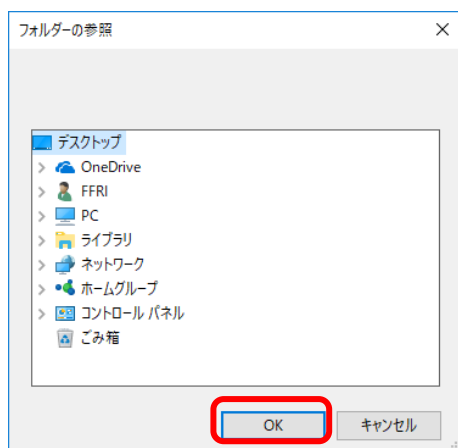 フォルダーの参照
デスクトップ
OneDrive
FFRI
PC
ライブラリ
ネットワーク
ホームグループ
コントロール パネル
ごみ箱
OK キャンセル